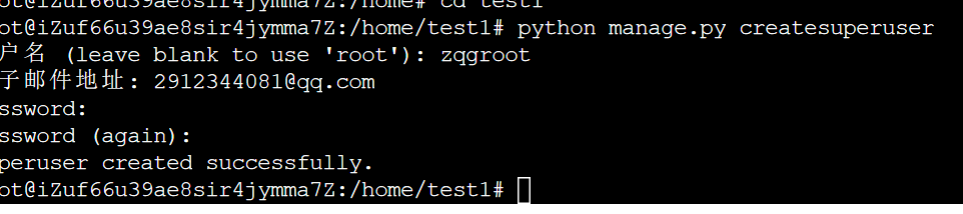 ot@iZuf66u39ae8sir4jymma7Z:/home# cd test1
ot@iZuf66u39ae8sir4jymma7Z:/home/test1# python manage.py createsuperuser
户名 (leave blank to use 'root'): zqgroot
子邮件地址: 2912344081@qq.com
ssword:
ssword (again):
peruser created successfully.
ot@iZuf66u39ae8sir4jymma7Z:/home/test1#